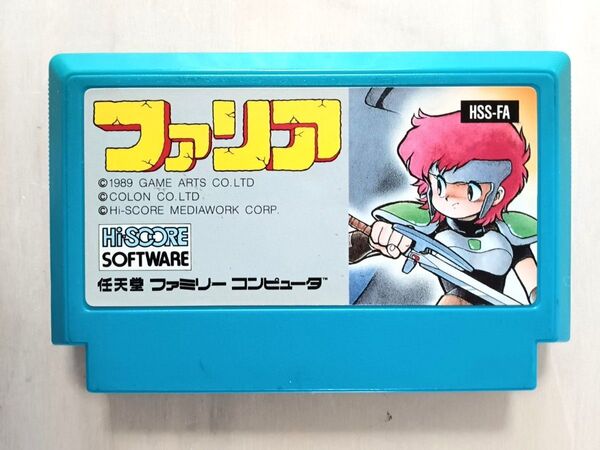 ファリア
©1989 GAME ARTS CO.LTD
©COLON CO.LTD
©Hi-SCORE MEDIAWORK CORP.
Hi-SCORE
SOFTWARE
任天堂 ファミリー コンピュータ™
HSS-FA